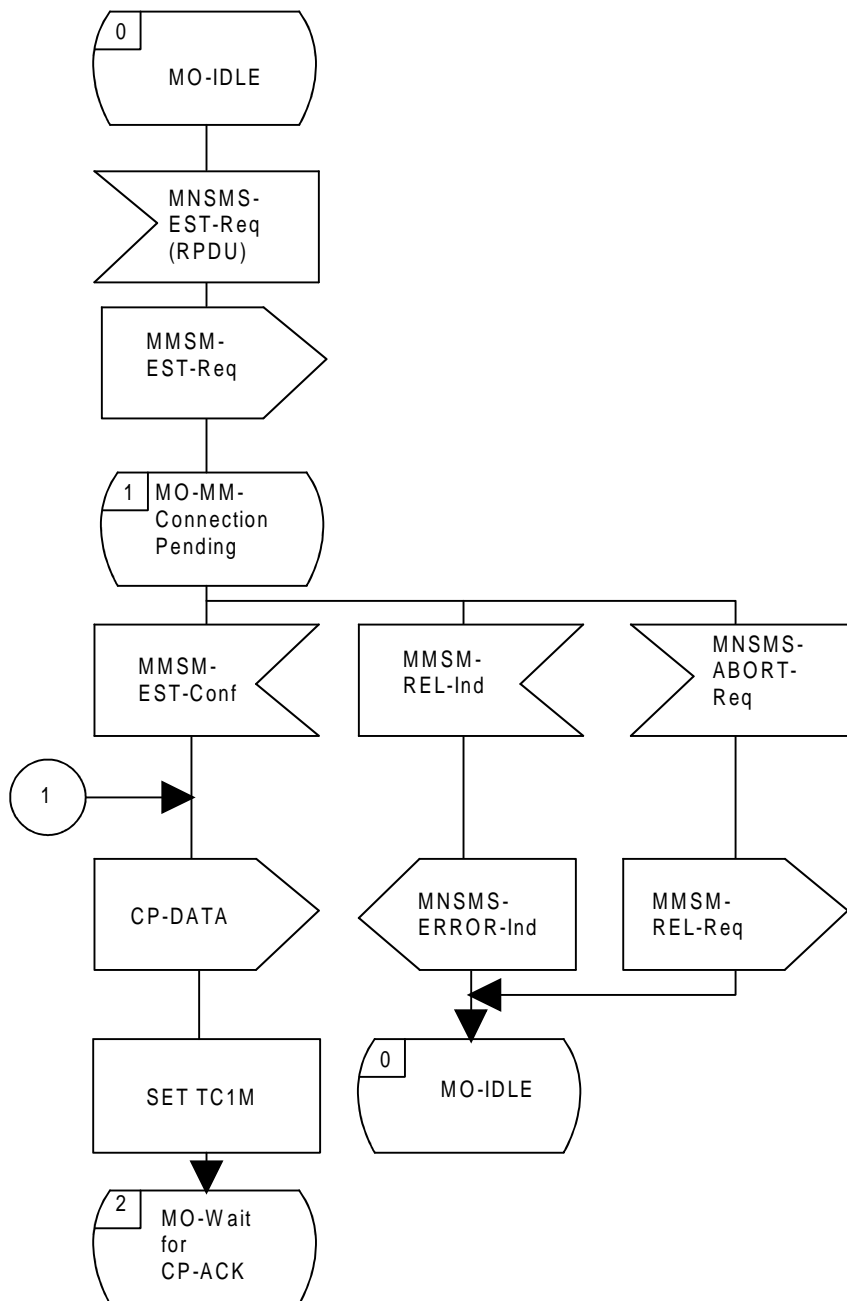 0
MO-IDLE
MNSMS-
EST-Req
(RPDU)
MMSM-
EST-Req
1
MO-MM-
Connection
Pending
MMSM-
EST-Conf
MMSM-
REL-Ind
MNSMS-
ABORT-
Req
1
CP-DATA
MNSMS-
ERROR-Ind
MMSM-
REL-Req
SET TC1M
0
MO-IDLE
2
MO-Wait
for
CP-ACK